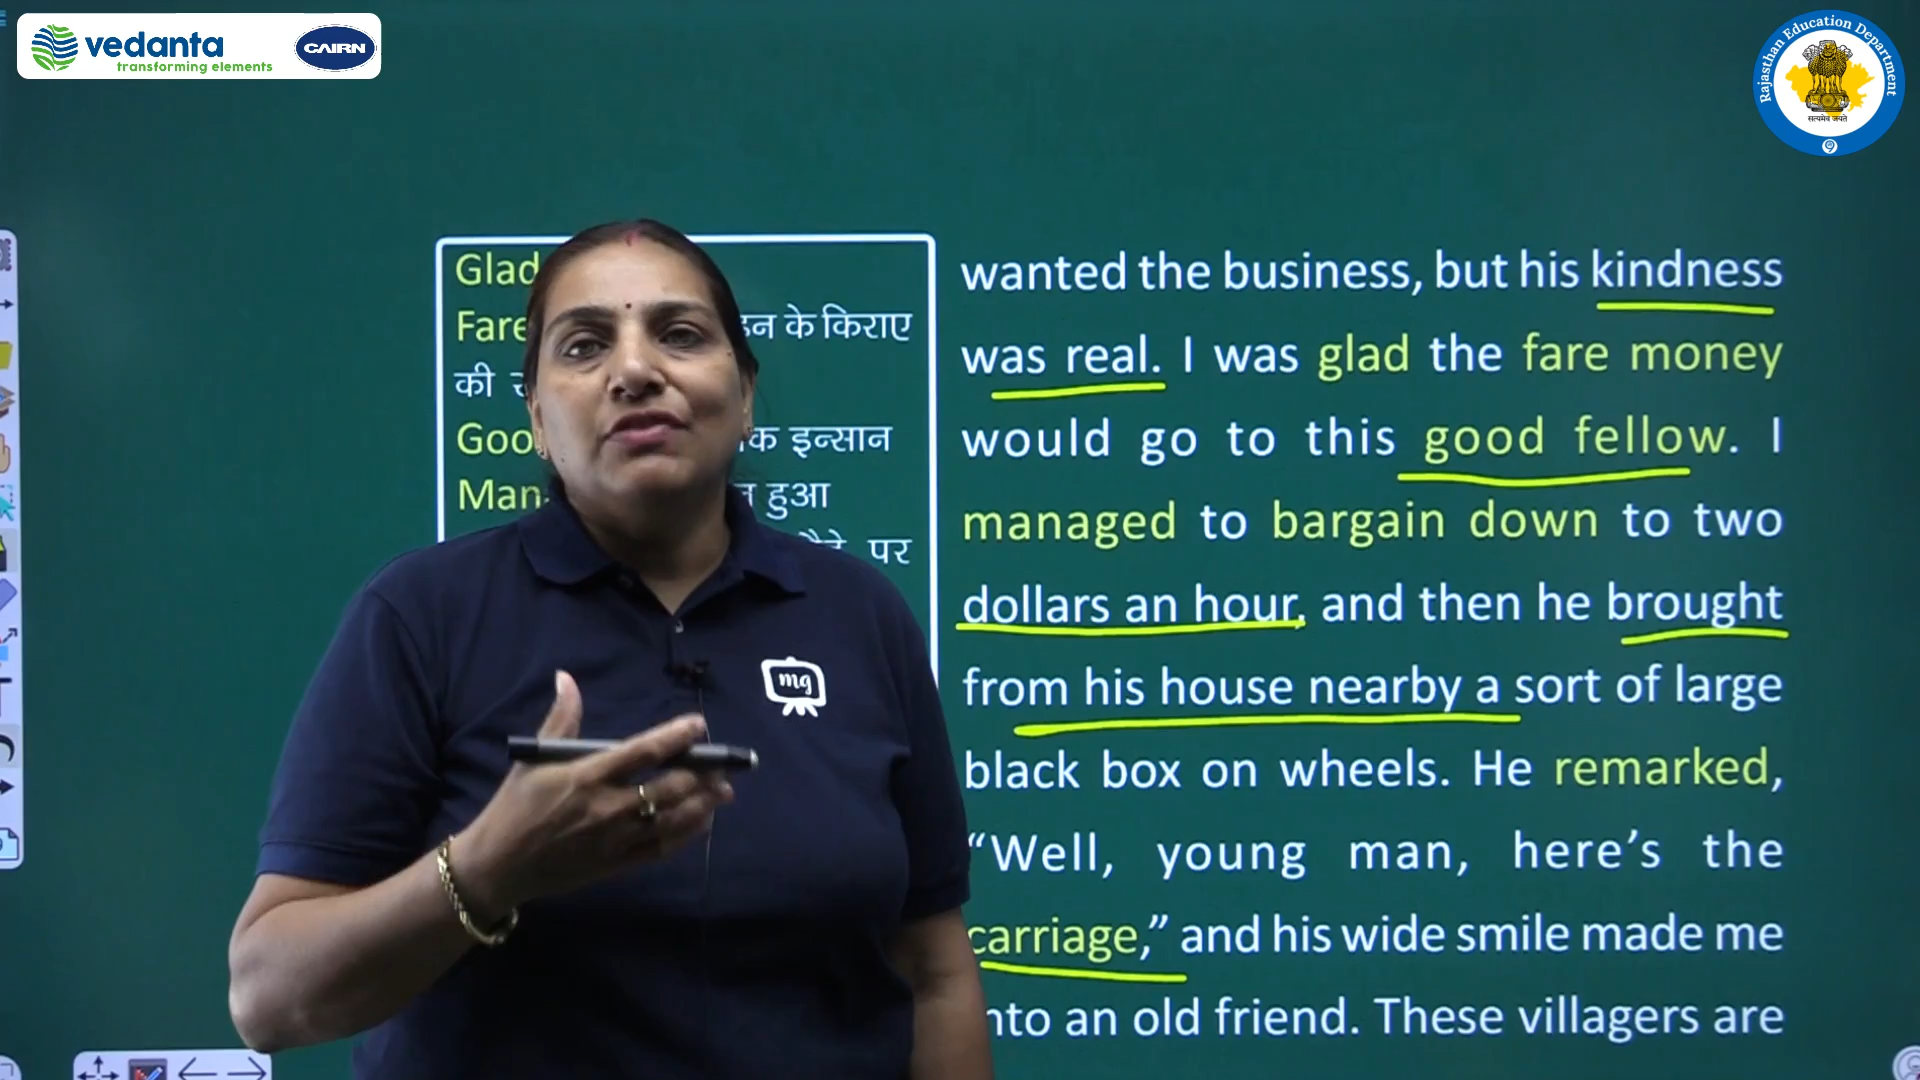 vedanta
transforming elements
CAIRN
Rajasthan Education Department
सत्यमेव जयते
Glad
Fare के किराए
की
Goo इन्सान
Man हुआ
पर
wanted the business, but his kindness
was real. I was glad the fare money
would go to this good fellow. I
managed to bargain down to two
dollars an hour, and then he brought
from his house nearby a sort of large
black box on wheels. He remarked,
“Well, young man, here’s the
carriage,” and his wide smile made me
nto an old friend. These villagers are
mg